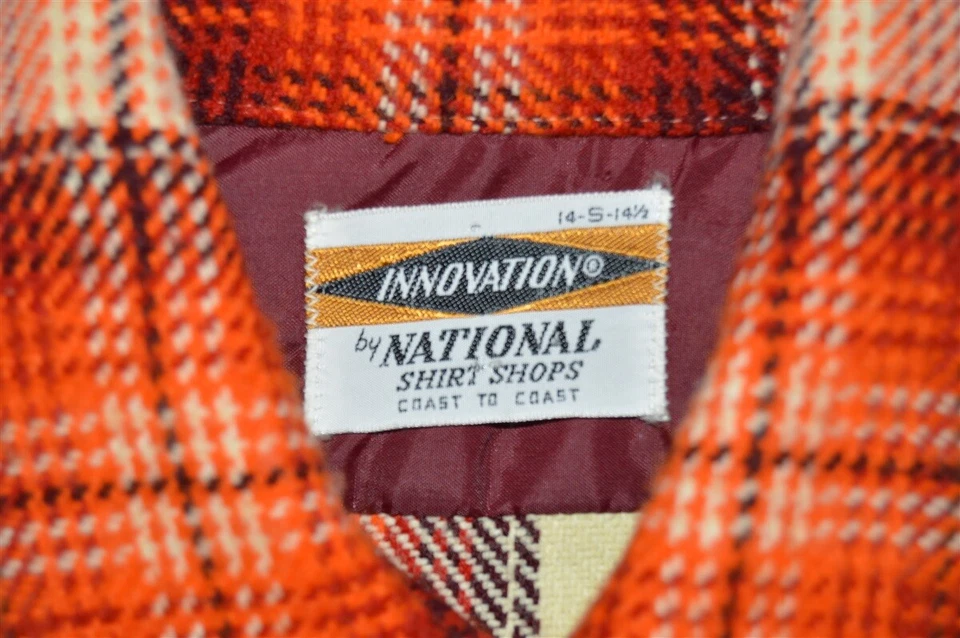 14-S-14½
INNOVATION®
by NATIONAL
SHIRT SHOPS
COAST TO COAST